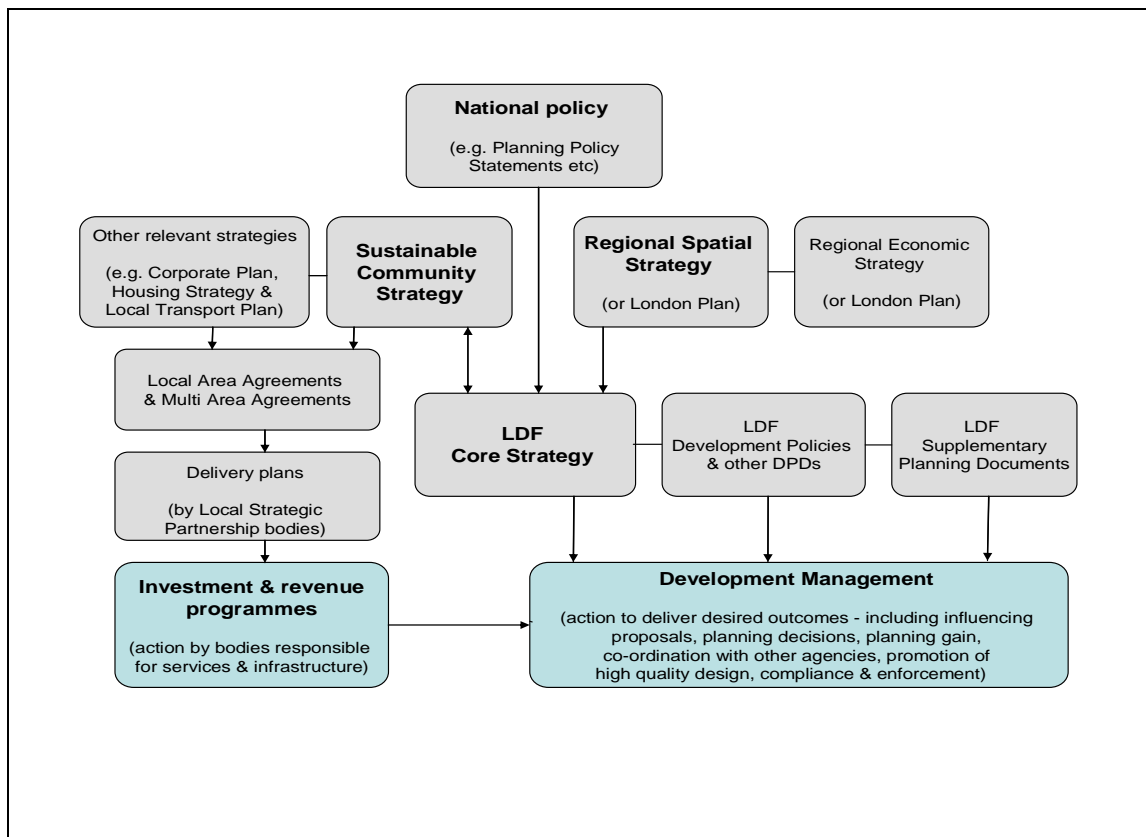 National policy
(e.g. Planning Policy
Statements etc)
Other relevant strategies
(e.g. Corporate Plan,
Housing Strategy &
Local Transport Plan)
Sustainable
Community
Strategy
Regional Spatial
Strategy
(or London Plan)
Regional Economic
Strategy
(or London Plan)
Local Area Agreements
& Multi Area Agreements
LDF
Core Strategy
LDF
Development Policies
& other DPDs
LDF
Supplementary
Planning Documents
Delivery plans
(by Local Strategic
Partnership bodies)
Investment & revenue
programmes
(action by bodies responsible
for services & infrastructure)
Development Management
(action to deliver desired outcomes - including influencing
proposals, planning decisions, planning gain,
co-ordination with other agencies, promotion of
high quality design, compliance & enforcement)